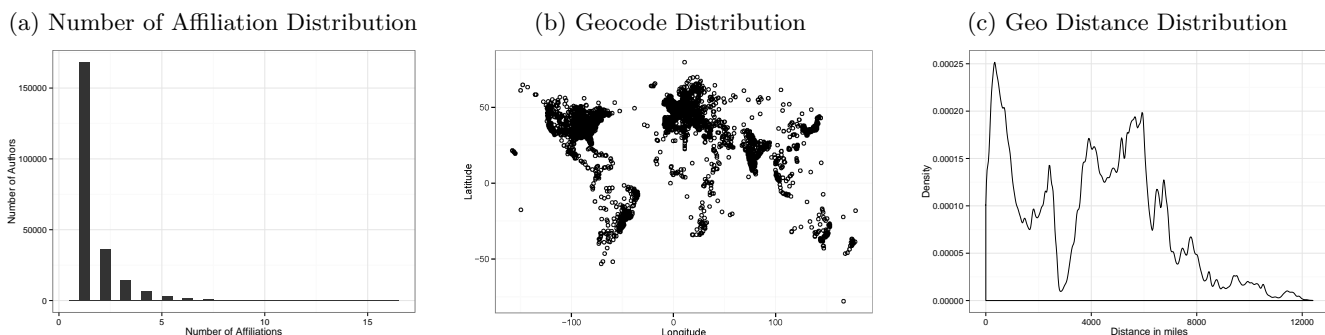 (a) Number of Affiliation Distribution
150000
100000
50000
0
Number of Authors
0 5 10 15
Number of Affiliations
(b) Geocode Distribution
50
0
−50
Latitude
−100 0 100
Longitude
(c) Geo Distance Distribution
0.00025
0.00020
0.00015
0.00010
0.00005
0.00000
Density
0 4000 8000 12000
Distance in miles